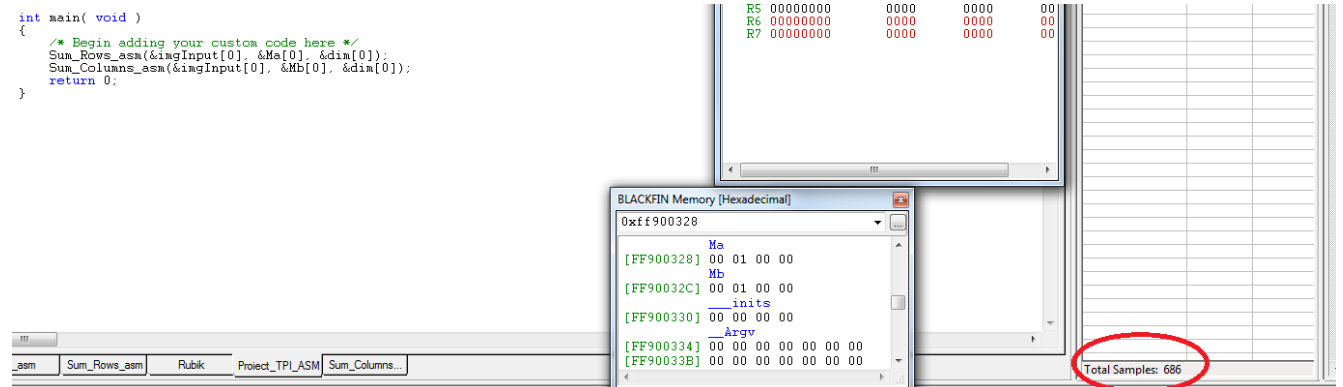 int main( void )
{
/* Begin adding your custom code here */
Sum_Rows_asm(&imgInput[0], &Ma[0], &dim[0]);
Sum_Columns_asm(&imgInput[0], &Mb[0], &dim[0]);
return 0;
}
R5 00000000 0000 0000 00
R6 00000000 0000 0000 00
R7 00000000 0000 0000 00
BLACKFIN Memory [Hexadecimal]
0xff900328
Ma
[FF900328] 00 01 00 00
Mb
[FF90032C] 00 01 00 00
___inits
[FF900330] 00 00 00 00
__Argv
[FF900334] 00 00 00 00 00 00 00
[FF90033B] 00 00 00 00 00 00 00
_asm Sum_Rows_asm Rubik Proiect_TPI_ASM Sum_Columns...
Total Samples: 686